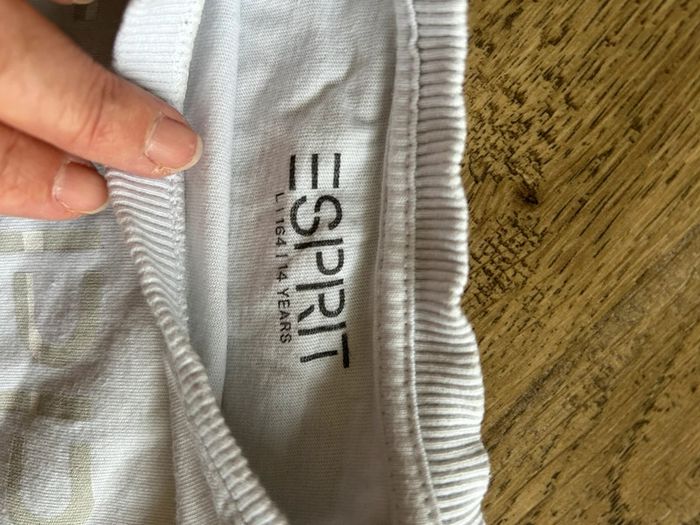 ESPRIT
L | 164 | 14 YEARS